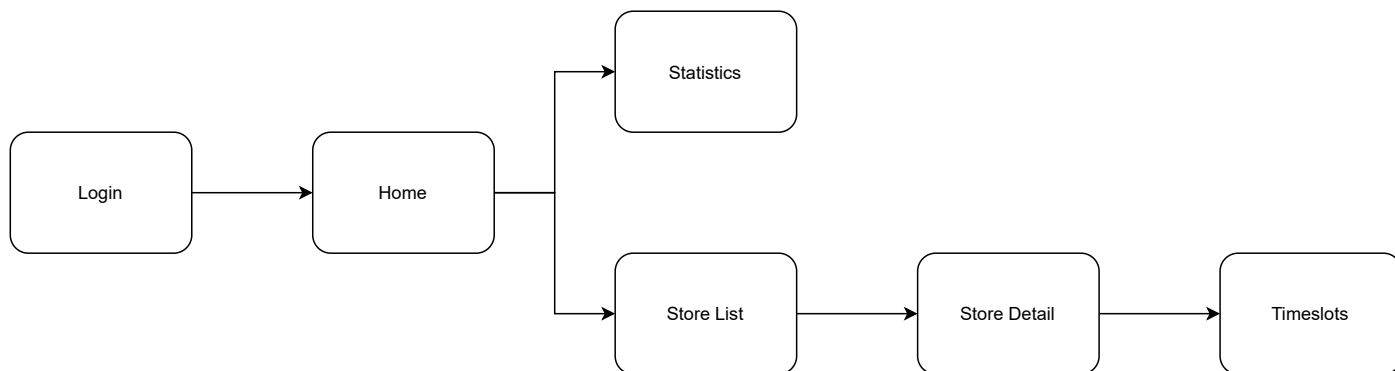 Statistics
Login
Home
Store List
Store Detail
Timeslots